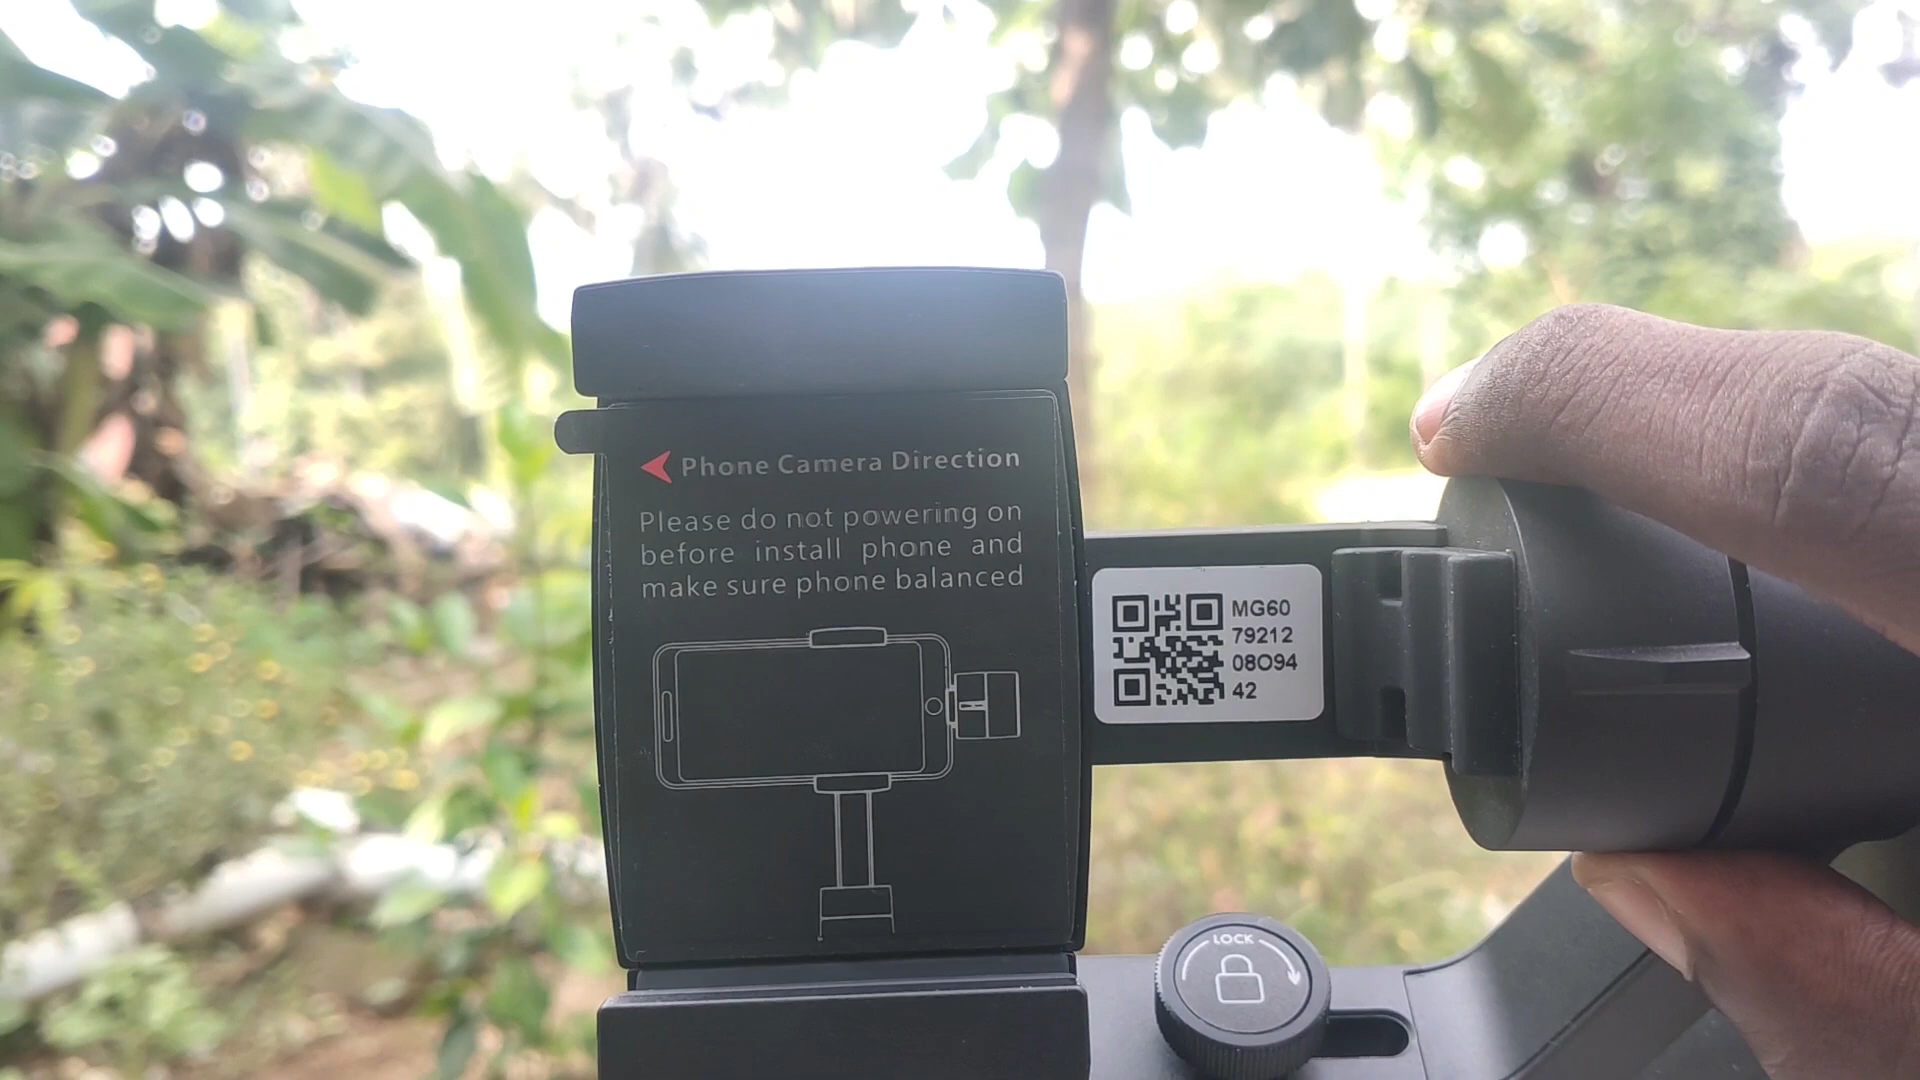 Phone Camera Direction
Please do not powering on
before install phone and
make sure phone balanced
MG60
79212
08O94
42
LOCK